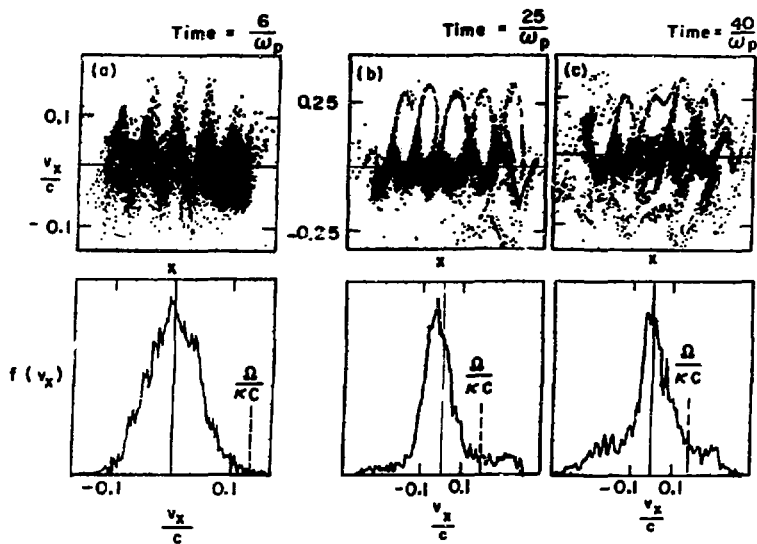 Time = 6/ωp
Time = 25/ωp
Time = 40/ωp
(a)
(b)
(c)
0.1
vx/c
-0.1
0.25
-0.25
x
x
x
f (vx)
Ω/κC
Ω/κC
Ω/κC
-0.1 0.1
-0.1 0.1
-0.1 0.1
vx/c
vx/c
vx/c